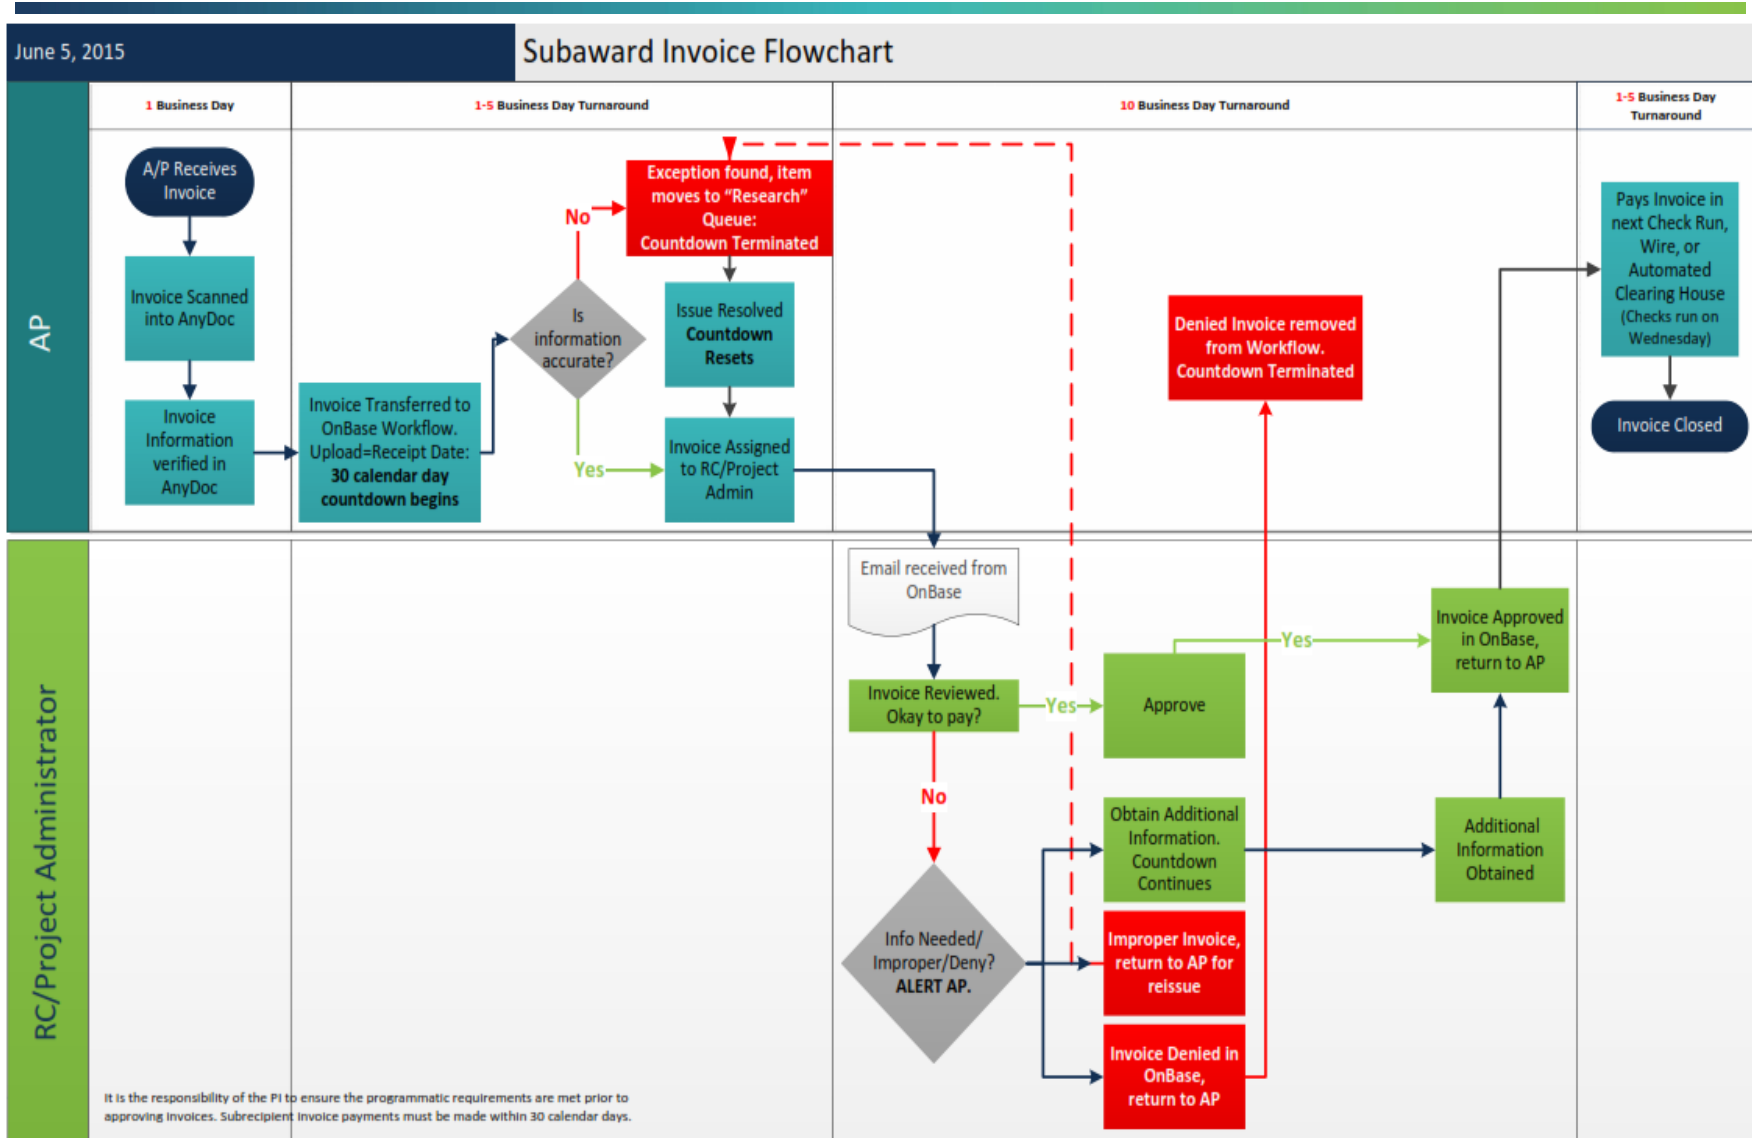 June 5, 2015
Subaward Invoice Flowchart
AP
1 Business Day
1-5 Business Day Turnaround
10 Business Day Turnaround
1-5 Business Day
Turnaround
A/P Receives
Invoice
Invoice Scanned
into AnyDoc
Invoice
Information
verified in
AnyDoc
Invoice Transferred to
OnBase Workflow.
Upload=Receipt Date:
30 calendar day
countdown begins
Is
information
accurate?
No
Yes
Exception found, item
moves to “Research”
Queue:
Countdown Terminated
Issue Resolved
Countdown
Resets
Invoice Assigned
to RC/Project
Admin
Denied Invoice removed
from Workflow.
Countdown Terminated
Pays Invoice in
next Check Run,
Wire, or
Automated
Clearing House
(Checks run on
Wednesday)
Invoice Closed
RC/Project Administrator
Email received from
OnBase
Invoice Reviewed.
Okay to pay?
Yes
Approve
Yes
Invoice Approved
in OnBase,
return to AP
No
Info Needed/
Improper/Deny?
ALERT AP.
Obtain Additional
Information.
Countdown
Continues
Additional
Information
Obtained
Improper Invoice,
return to AP for
reissue
Invoice Denied in
OnBase,
return to AP
It is the responsibility of the PI to ensure the programmatic requirements are met prior to
approving invoices. Subrecipient invoice payments must be made within 30 calendar days.